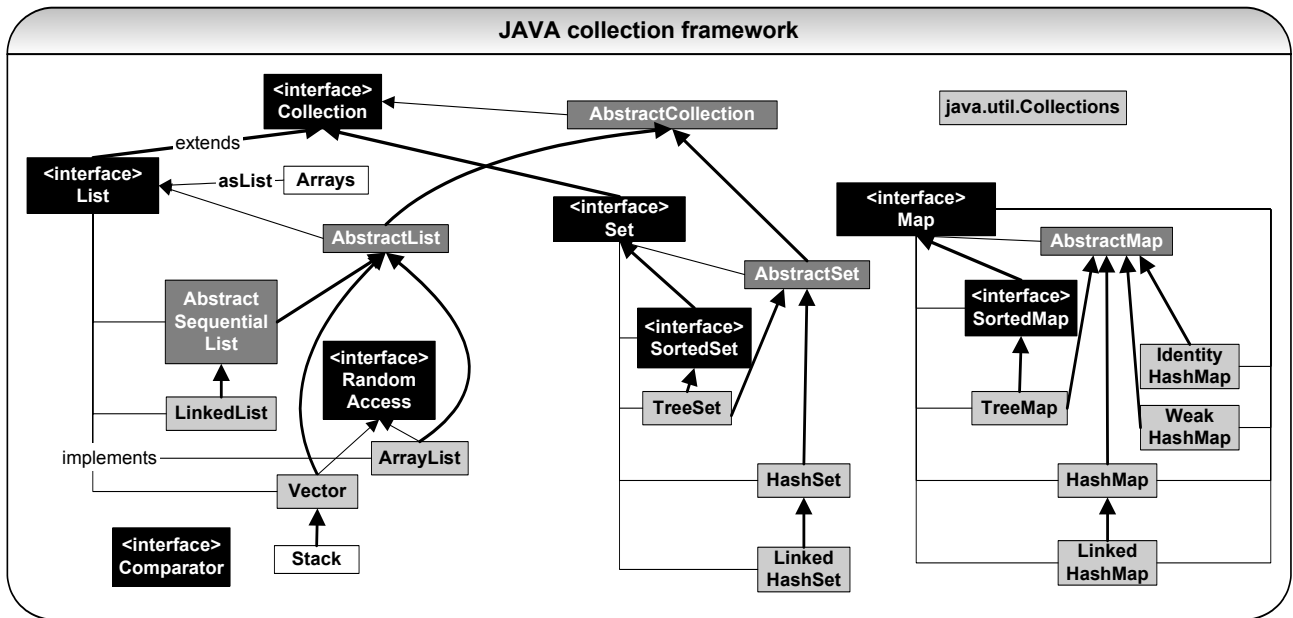 JAVA collection framework
<interface>
Collection
AbstractCollection
java.util.Collections
extends
<interface>
List
asList
Arrays
<interface>
Set
<interface>
Map
AbstractList
AbstractMap
AbstractSet
Abstract
Sequential
List
<interface>
SortedSet
<interface>
SortedMap
<interface>
Random
Access
Identity
HashMap
LinkedList
TreeSet
TreeMap
Weak
HashMap
implements
ArrayList
Vector
HashSet
HashMap
<interface>
Comparator
Stack
Linked
HashSet
Linked
HashMap